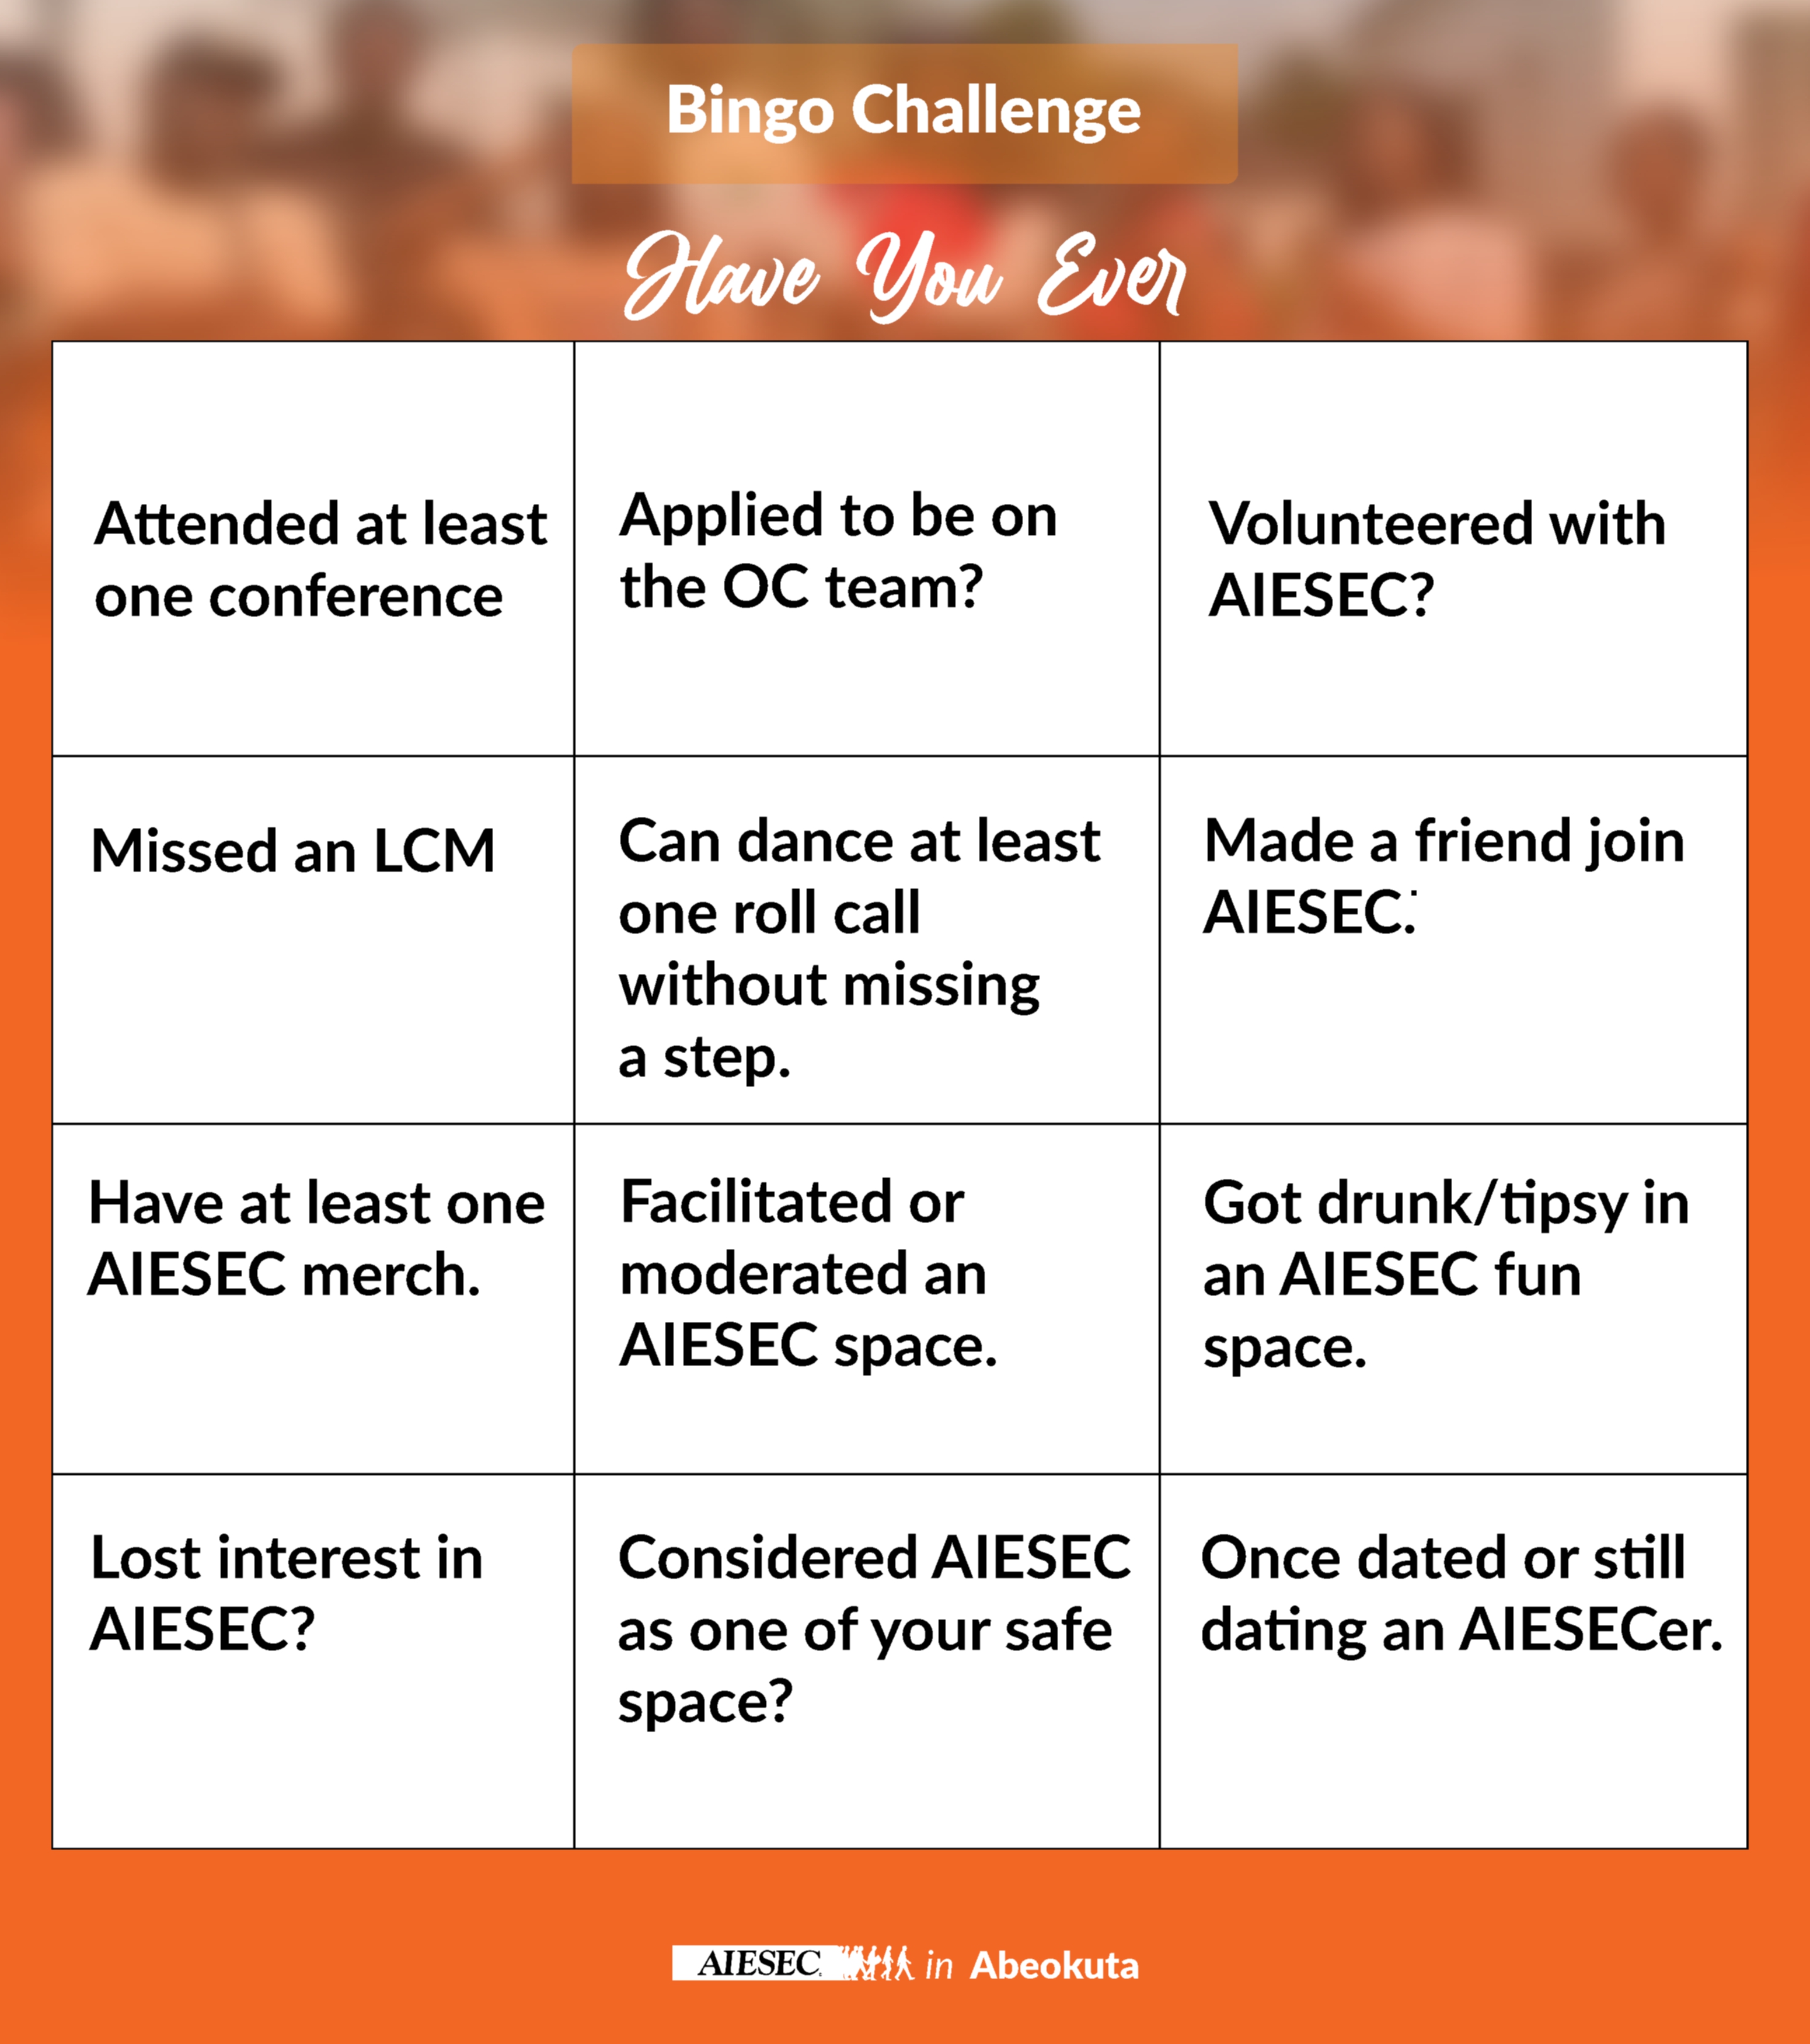 Bingo Challenge
Have You Ever
Attended at least
one conference
Applied to be on
the OC team?
Volunteered with
AIESEC?
Missed an LCM
Can dance at least
one roll call
without missing
a step.
Made a friend join
AIESEC.
Have at least one
AIESEC merch.
Facilitated or
moderated an
AIESEC space.
Got drunk/tipsy in
an AIESEC fun
space.
Lost interest in
AIESEC?
Considered AIESEC
as one of your safe
space?
Once dated or still
dating an AIESECer.
AIESEC in Abeokuta